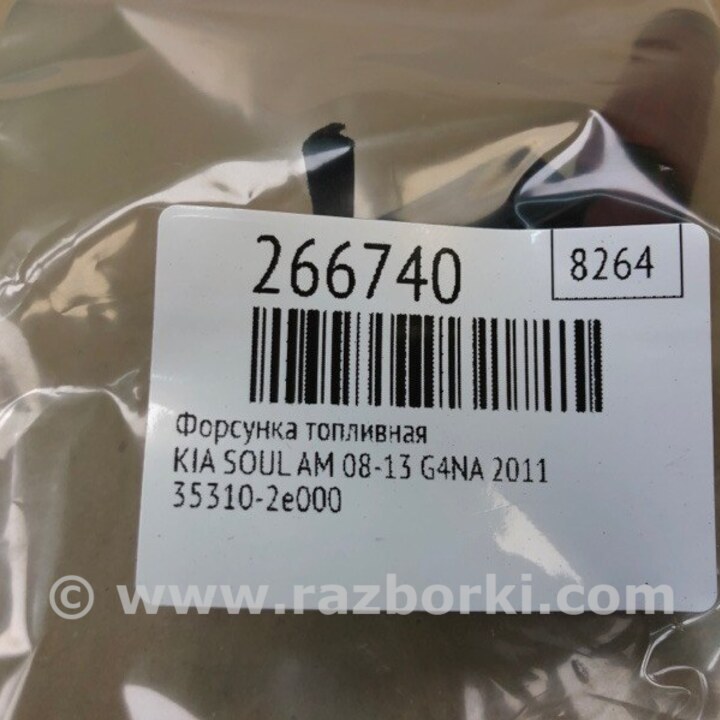 266740
8264
Форсунка топливная
KIA SOUL AM 08-13 G4NA 2011
35310-2e000
© www.razborki.com